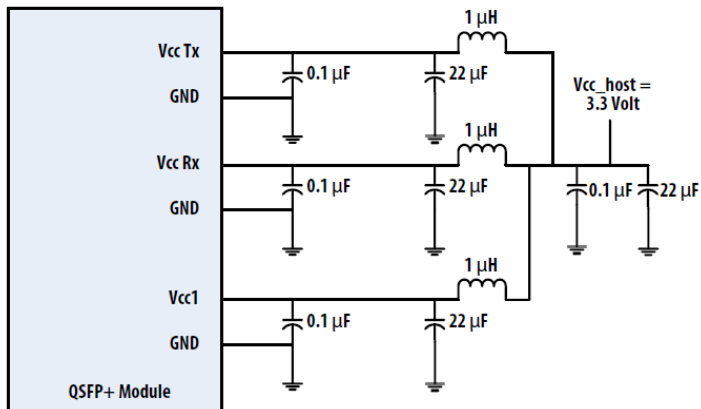 1 µH
Vcc Tx
0.1 µF
22 µF
GND
Vcc_host =
3.3 Volt
1 µH
Vcc Rx
0.1 µF
22 µF
0.1 µF
22 µF
GND
1 µH
Vcc1
0.1 µF
22 µF
GND
QSFP+ Module